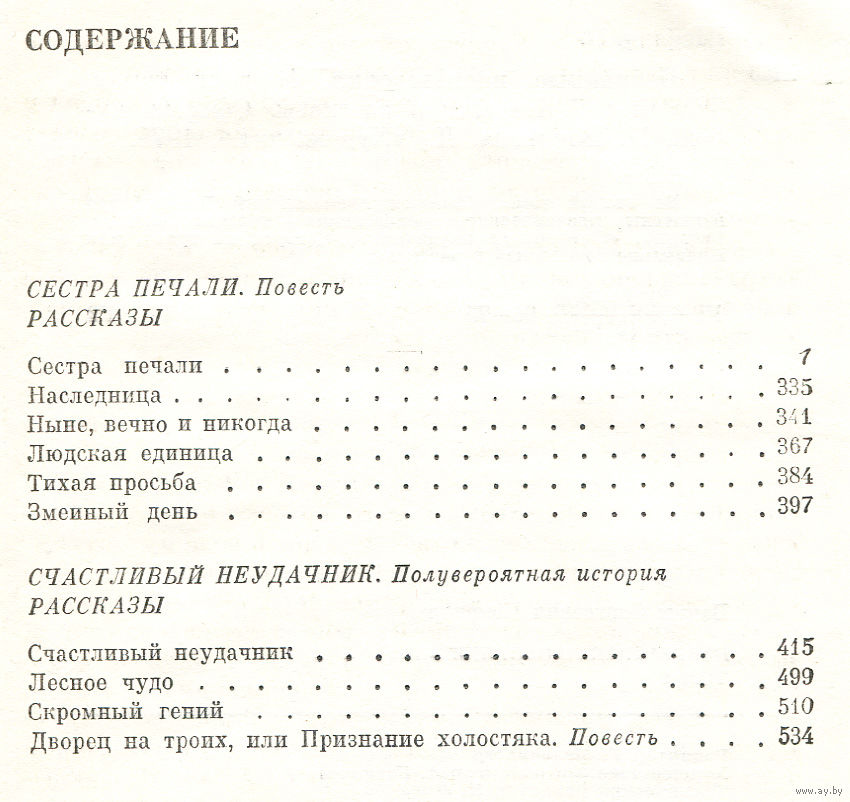 СОДЕРЖАНИЕ
СЕСТРА ПЕЧАЛИ. Повесть
РАССКАЗЫ
Сестра печали . . . . . . . . . . . . . . . . . . . 7
Наследница . . . . . . . . . . . . . . . . . . . . . 335
Ныне, вечно и никогда . . . . . . . . . . . . . . . . 341
Людская единица . . . . . . . . . . . . . . . . . . 367
Тихая просьба . . . . . . . . . . . . . . . . . . . 384
Змеиный день . . . . . . . . . . . . . . . . . . . 397
СЧАСТЛИВЫЙ НЕУДАЧНИК. Полувероятная история
РАССКАЗЫ
Счастливый неудачник . . . . . . . . . . . . . . . . 415
Лесное чудо . . . . . . . . . . . . . . . . . . . . 499
Скромный гений . . . . . . . . . . . . . . . . . . 510
Дворец на троих, или Признание холостяка. Повесть . . . . 534
www.ay.by